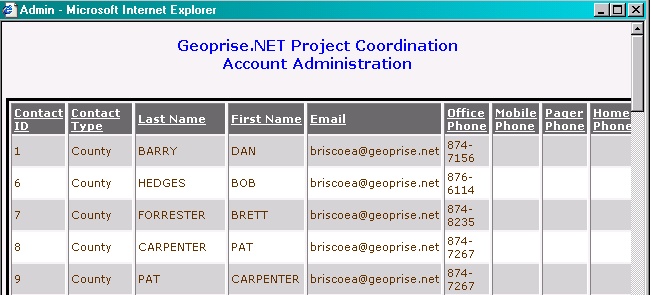 Admin - Microsoft Internet Explorer
Geoprise.NET Project Coordination
Account Administration
Contact ID Contact Type Last Name First Name Email Office Phone Mobile Phone Pager Phone Home Phone
1 County BARRY DAN briscoea@geoprise.net 874-7156
6 County HEDGES BOB briscoea@geoprise.net 876-6114
7 County FORRESTER BRETT briscoea@geoprise.net 874-8235
8 County CARPENTER PAT briscoea@geoprise.net 874-7267
9 County PAT CARPENTER briscoea@geoprise.net 874-7267